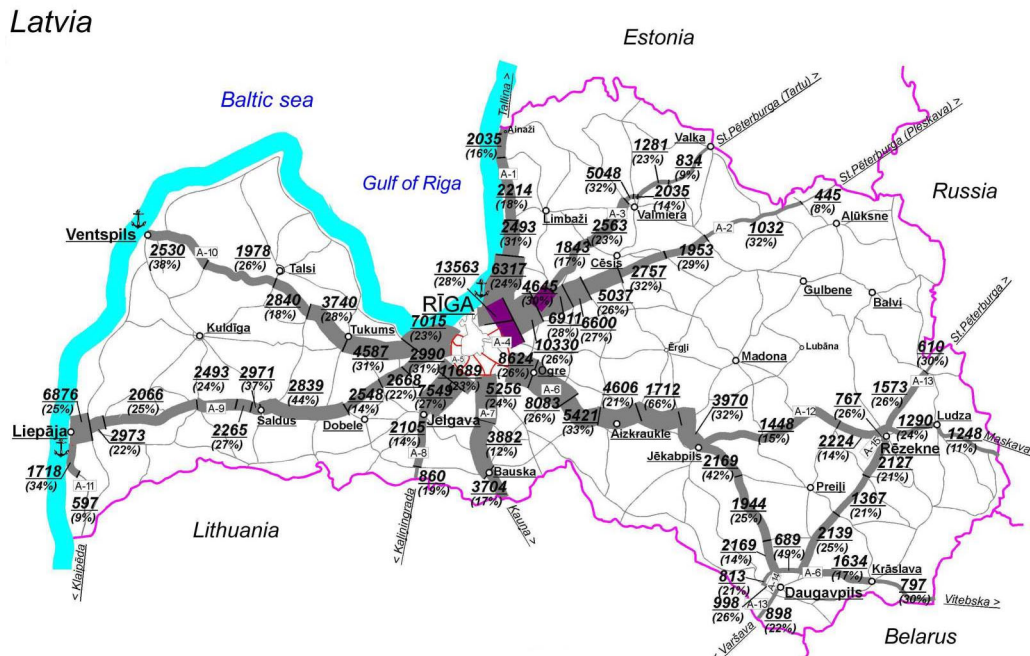 Latvia
Estonia
Baltic sea
Tallina >
St.Pēterburga (Tartu) >
St.Pēterburga (Pleskava) >
Ainaži
2035
(16%)
1281
(23%)
834
(9%)
Valka
A-1
5048
(32%)
Gulf of Riga
2214
(18%)
2035
(14%)
445
(8%)
Russia
A-3
Valmiera
Limbaži
Alūksne
Ventspils
2493
(31%)
2563
(23%)
A-2
1032
(32%)
2530
(38%)
A-10
1978
(26%)
Talsi
1843
(17%)
Cēsis
1953
(29%)
13563
(28%)
6317
(24%)
4645
(30%)
2757
(32%)
2840
(18%)
3740
(28%)
RĪGA
5037
(26%)
Gulbene
Balvi
St.Pēterburga >
Kuldīga
Tukums
7015
(23%)
6911
(28%)
6600
(27%)
A-4
10330
(26%)
4587
(31%)
2990
(31%)
A-5
8624
(26%)
Ogre
Ērgļi
Madona
Lubāna
610
(30%)
2493
(24%)
2971
(37%)
2839
(44%)
2668
(22%)
11689
(23%)
A-13
6876
(25%)
2066
(25%)
2548
(14%)
7549
(27%)
5256
(24%)
A-6
8083
(26%)
4606
(21%)
1712
(66%)
3970
(32%)
767
(26%)
1573
(26%)
A-9
Saldus
Dobele
Jelgava
A-7
5421
(33%)
Aizkraukle
A-12
1290
(24%)
Ludza
Liepāja
2973
(22%)
2265
(27%)
2105
(14%)
3882
(12%)
1448
(15%)
2224
(14%)
A-15
Rēzekne
1248
(11%)
Maskava
Jēkabpils
1718
(34%)
A-11
A-8
860
(19%)
Bauska
3704
(17%)
2169
(42%)
Preiļi
2127
(21%)
597
(9%)
1944
(25%)
1367
(21%)
Lithuania
< Kaļiņingrada
Kauņa >
2169
(14%)
689
(49%)
2139
(25%)
1634
(17%)
Krāslava
< Klaipēda
813
(21%)
A-14
A-6
797
(30%)
Vitebska >
998
(26%)
A-13
Daugavpils
898
(22%)
< Varšava
Belarus